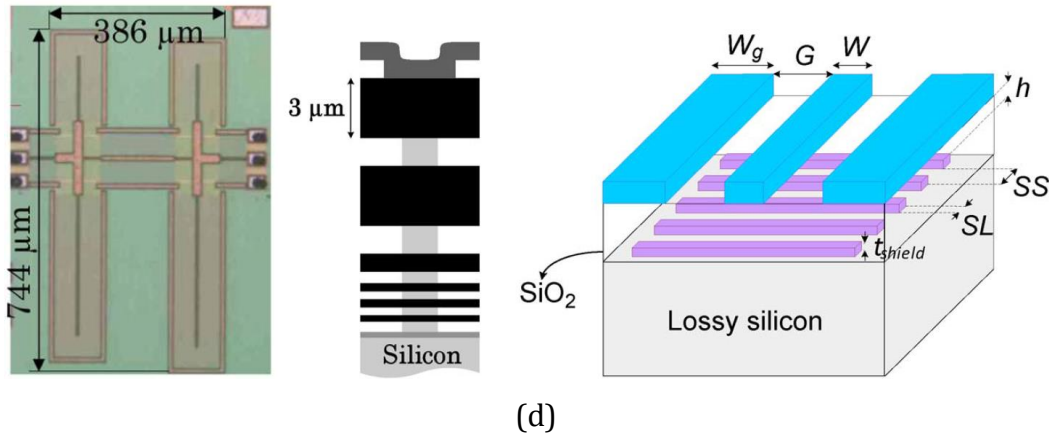 386 µm
744 µm
3 µm
Silicon
W_g
G
W
h
SS
SL
t_shield
SiO₂
Lossy silicon
(d)